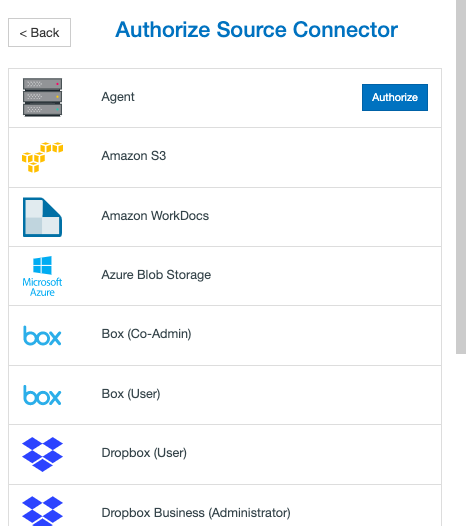 < Back
Authorize Source Connector
Agent
Authorize
Amazon S3
Amazon WorkDocs
Microsoft
Azure
Azure Blob Storage
box
Box (Co-Admin)
box
Box (User)
Dropbox (User)
Dropbox Business (Administrator)